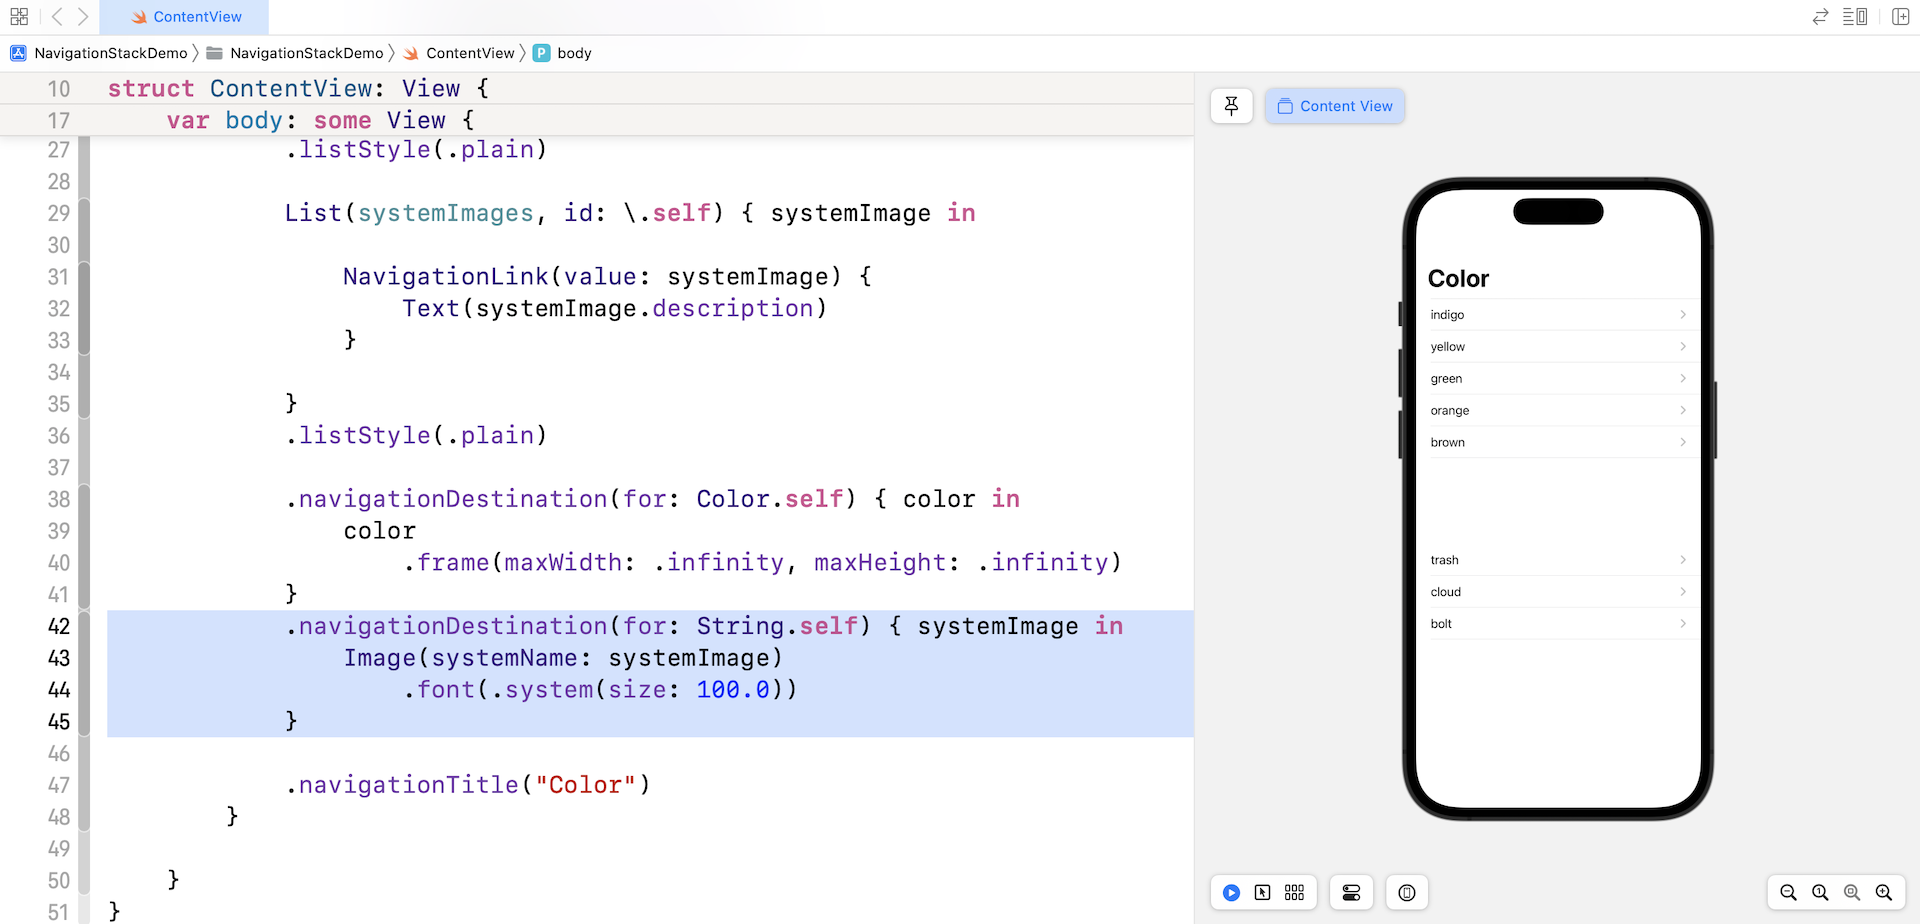 ContentView
NavigationStackDemo NavigationStackDemo ContentView P body
10 struct ContentView: View {
17 var body: some View {
27 .listStyle(.plain)
28
29 List(systemImages, id: \.self) { systemImage in
30
31 NavigationLink(value: systemImage) {
32 Text(systemImage.description)
33 }
34
35 }
36 .listStyle(.plain)
37
38 .navigationDestination(for: Color.self) { color in
39 color
40 .frame(maxWidth: .infinity, maxHeight: .infinity)
41 }
42 .navigationDestination(for: String.self) { systemImage in
43 Image(systemName: systemImage)
44 .font(.system(size: 100.0))
45 }
46
47 .navigationTitle("Color")
48 }
49
50 }
51 }
Content View
Color
indigo
yellow
green
orange
brown
trash
cloud
bolt